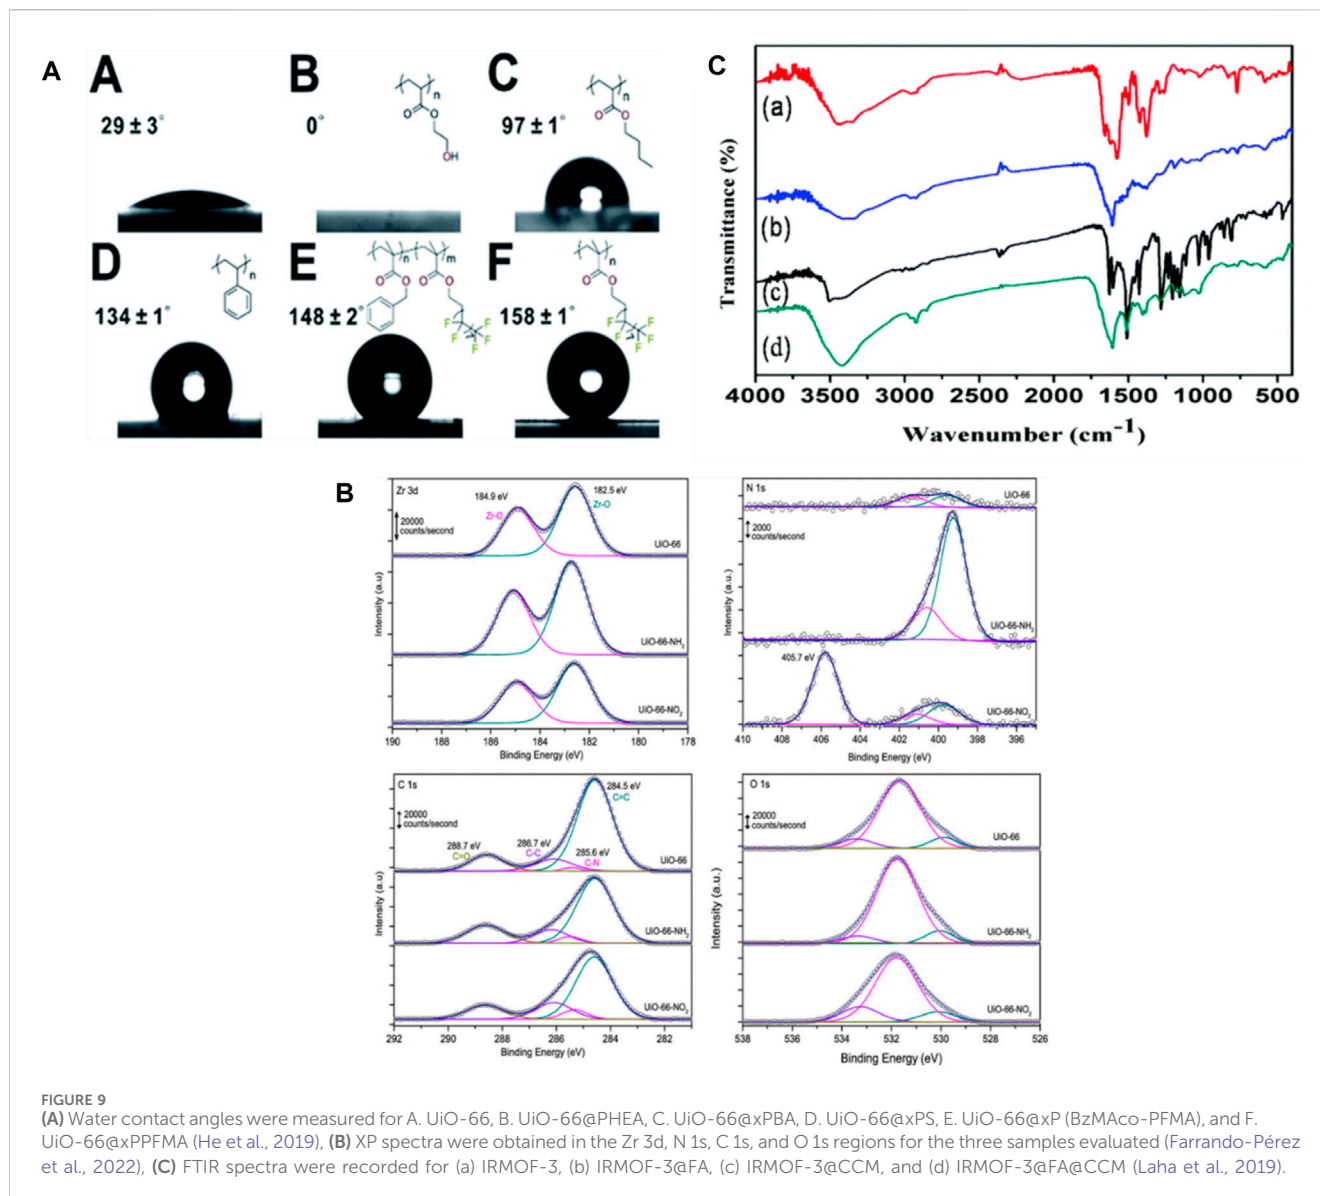 A
A
29 ± 3°
B
0°
n
O
O
OH
C
97 ± 1°
n
O
O
D
134 ± 1°
n
E
148 ± 2°
n
m
O
O
O
O
F
F
F
F
F
F
158 ± 1°
n
O
O
F
F
F
F
F
C
(a)
(b)
(c)
(d)
Transmittance (%)
4000 3500 3000 2500 2000 1500 1000 500
Wavenumber (cm⁻¹)
B
Zr 3d
184.9 eV
Zr-O
182.5 eV
Zr-O
20000
counts/second
UiO-66
UiO-66-NH₂
UiO-66-NO₂
Intensity (a.u.)
190 188 186 184 182 180 178
Binding Energy (eV)
N 1s
UiO-66
2000
counts/second
UiO-66-NH₂
405.7 eV
UiO-66-NO₂
Intensity (a.u.)
410 408 406 404 402 400 398 396
Binding Energy (eV)
C 1s
284.5 eV
C=C
20000
counts/second
288.7 eV
C=O
286.7 eV
C-C
285.6 eV
C-N
UiO-66
UiO-66-NH₂
UiO-66-NO₂
Intensity (a.u)
292 290 288 286 284 282
Binding Energy (eV)
O 1s
20000
counts/second
UiO-66
UiO-66-NH₂
UiO-66-NO₂
Intensity (a.u.)
538 536 534 532 530 528 526
Binding Energy (eV)
FIGURE 9
(A) Water contact angles were measured for A. UiO-66, B. UiO-66@PHEA, C. UiO-66@xPBA, D. UiO-66@xPS, E. UiO-66@xP (BzMAco-PFMA), and F.
UiO-66@xPPFMA (He et al., 2019), (B) XP spectra were obtained in the Zr 3d, N 1s, C 1s, and O 1s regions for the three samples evaluated (Farrando-Pérez
et al., 2022), (C) FTIR spectra were recorded for (a) IRMOF-3, (b) IRMOF-3@FA, (c) IRMOF-3@CCM, and (d) IRMOF-3@FA@CCM (Laha et al., 2019).